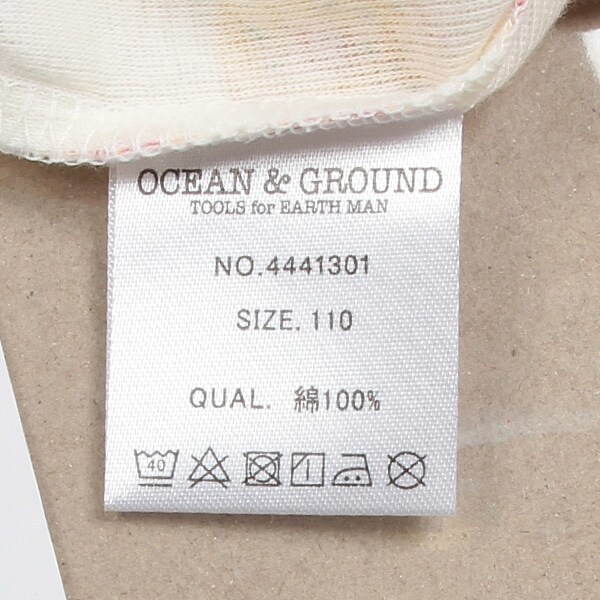 OCEAN & GROUND
TOOLS for EARTH MAN
NO.4441301
SIZE.110
QUAL. 綿100%
40